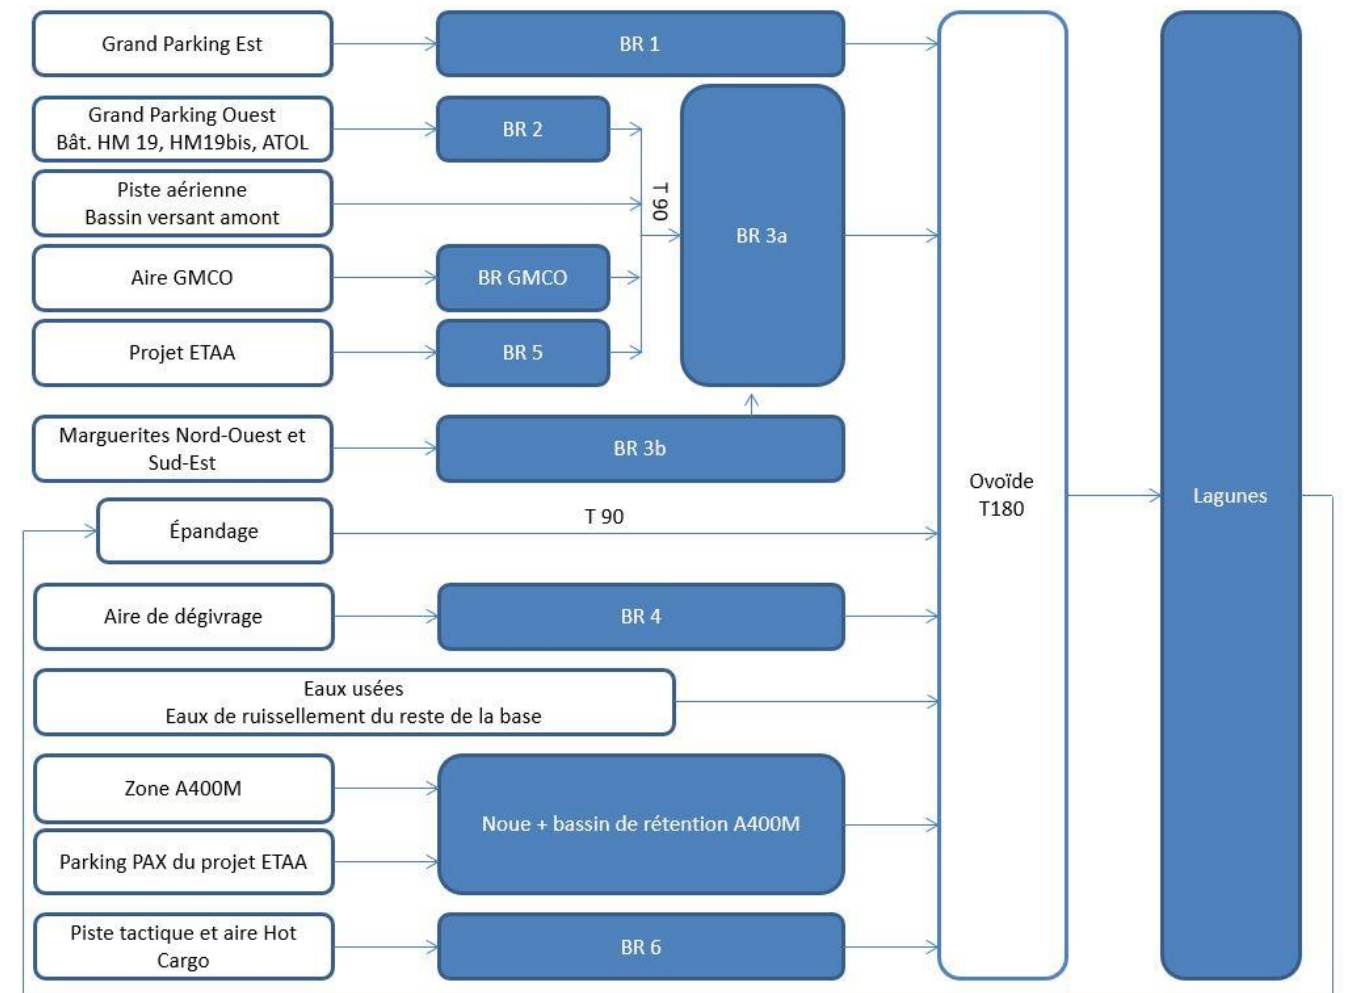 Grand Parking Est
BR 1
Grand Parking Ouest
Bât. HM 19, HM19bis, ATOL
BR 2
Piste aérienne
Bassin versant amont
T 90
BR 3a
Aire GMCO
BR GMCO
Projet ETAA
BR 5
Marguerites Nord-Ouest et
Sud-Est
BR 3b
Ovoïde
T180
Lagunes
Épandage
T 90
Aire de dégivrage
BR 4
Eaux usées
Eaux de ruissellement du reste de la base
Zone A400M
Noue + bassin de rétention A400M
Parking PAX du projet ETAA
Piste tactique et aire Hot
Cargo
BR 6